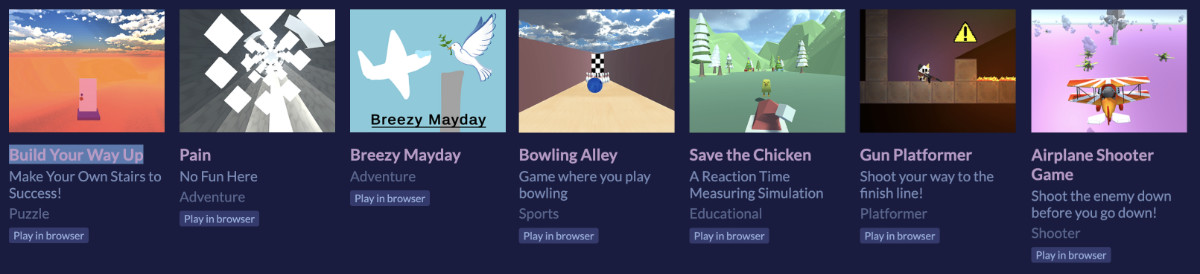 Build Your Way Up
Make Your Own Stairs to
Success!
Puzzle
Play in browser
Pain
No Fun Here
Adventure
Play in browser
Breezy Mayday
Breezy Mayday
Adventure
Play in browser
Bowling Alley
Game where you play
bowling
Sports
Play in browser
Save the Chicken
A Reaction Time
Measuring Simulation
Educational
Play in browser
!
Gun Platformer
Shoot your way to the
finish line!
Platformer
Play in browser
Airplane Shooter
Game
Shoot the enemy down
before you go down!
Shooter
Play in browser